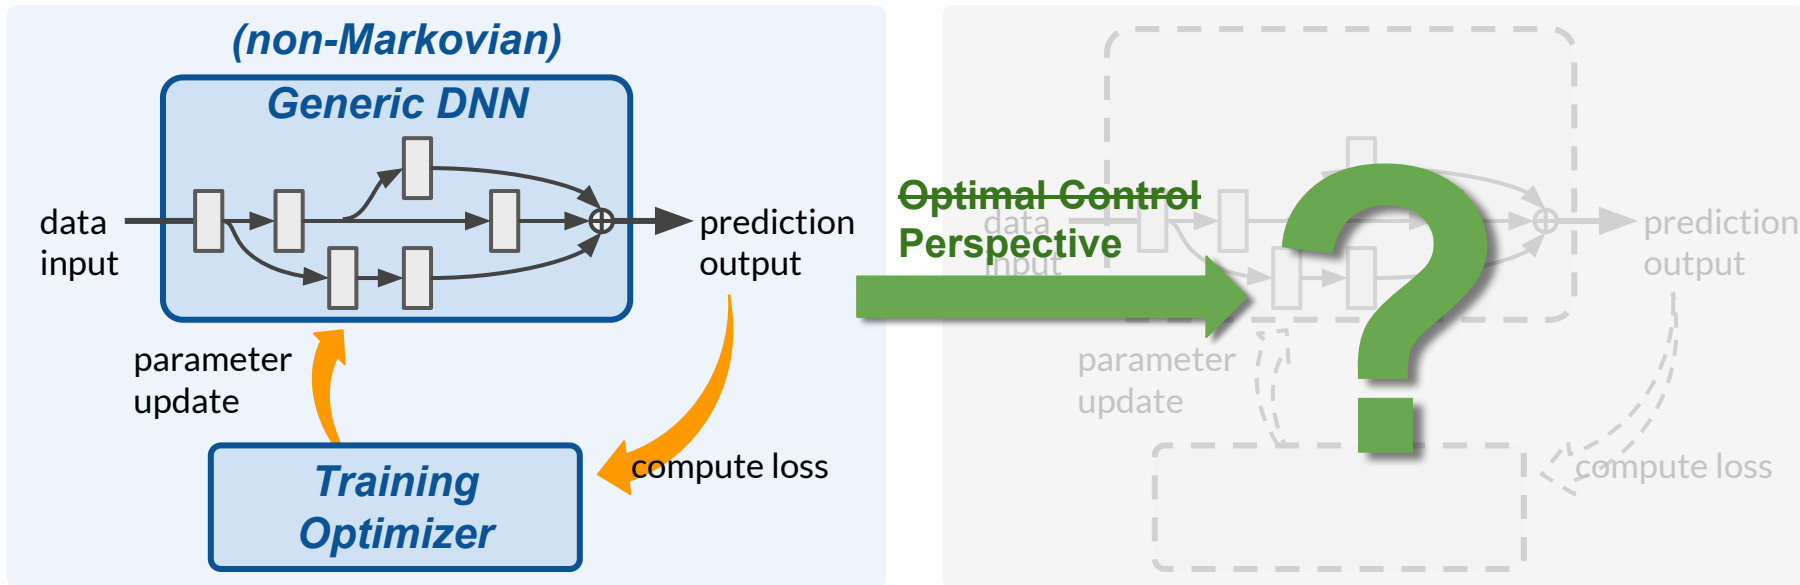 (non-Markovian)
Generic DNN
data
input
prediction
output
parameter
update
compute loss
Training
Optimizer
Optimal Control
Perspective
data
input
prediction
output
parameter
update
compute loss
?